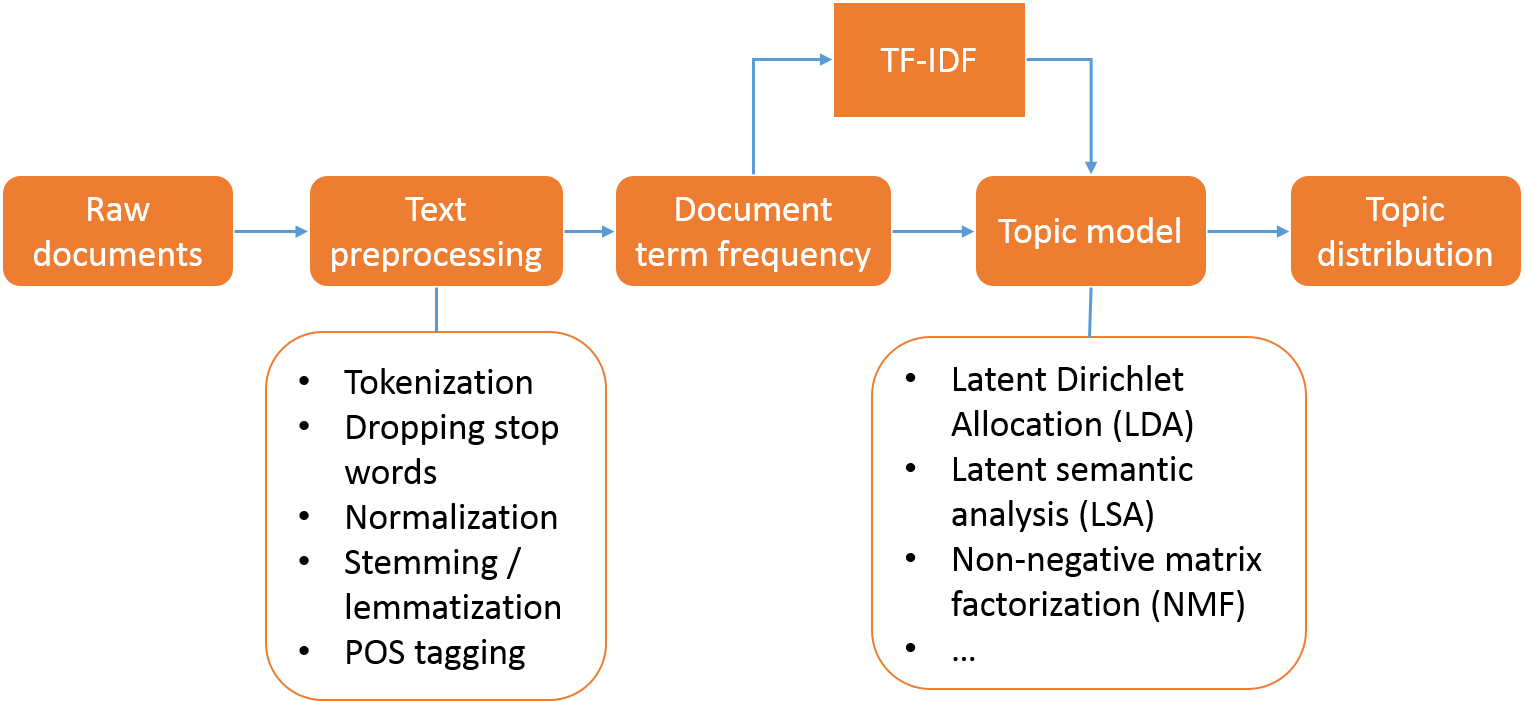 TF-IDF
Raw
documents
Text
preprocessing
Document
term frequency
Topic model
Topic
distribution
• Tokenization
• Dropping stop
words
• Normalization
• Stemming /
lemmatization
• POS tagging
• Latent Dirichlet
Allocation (LDA)
• Latent semantic
analysis (LSA)
• Non-negative matrix
factorization (NMF)
• ...